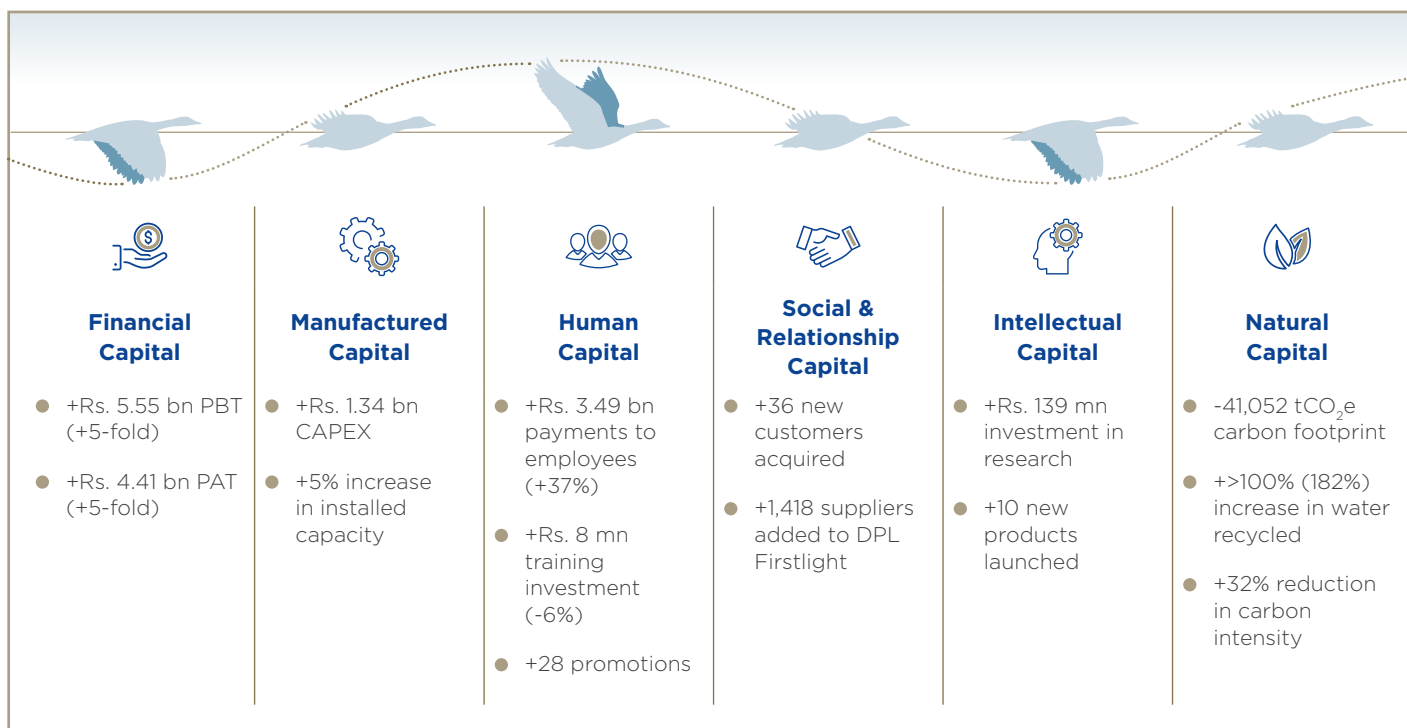 Financial
Capital
+Rs. 5.55 bn PBT
(+5-fold)
+Rs. 4.41 bn PAT
(+5-fold)
Manufactured
Capital
+Rs. 1.34 bn
CAPEX
+5% increase
in installed
capacity
Human
Capital
+Rs. 3.49 bn
payments to
employees
(+37%)
+Rs. 8 mn
training
investment
(-6%)
+28 promotions
Social &
Relationship
Capital
+36 new
customers
acquired
+1,418 suppliers
added to DPL
Firstlight
Intellectual
Capital
+Rs. 139 mn
investment in
research
+10 new
products
launched
Natural
Capital
-41,052 tCO₂e
carbon footprint
+>100% (182%)
increase in water
recycled
+32% reduction
in carbon
intensity